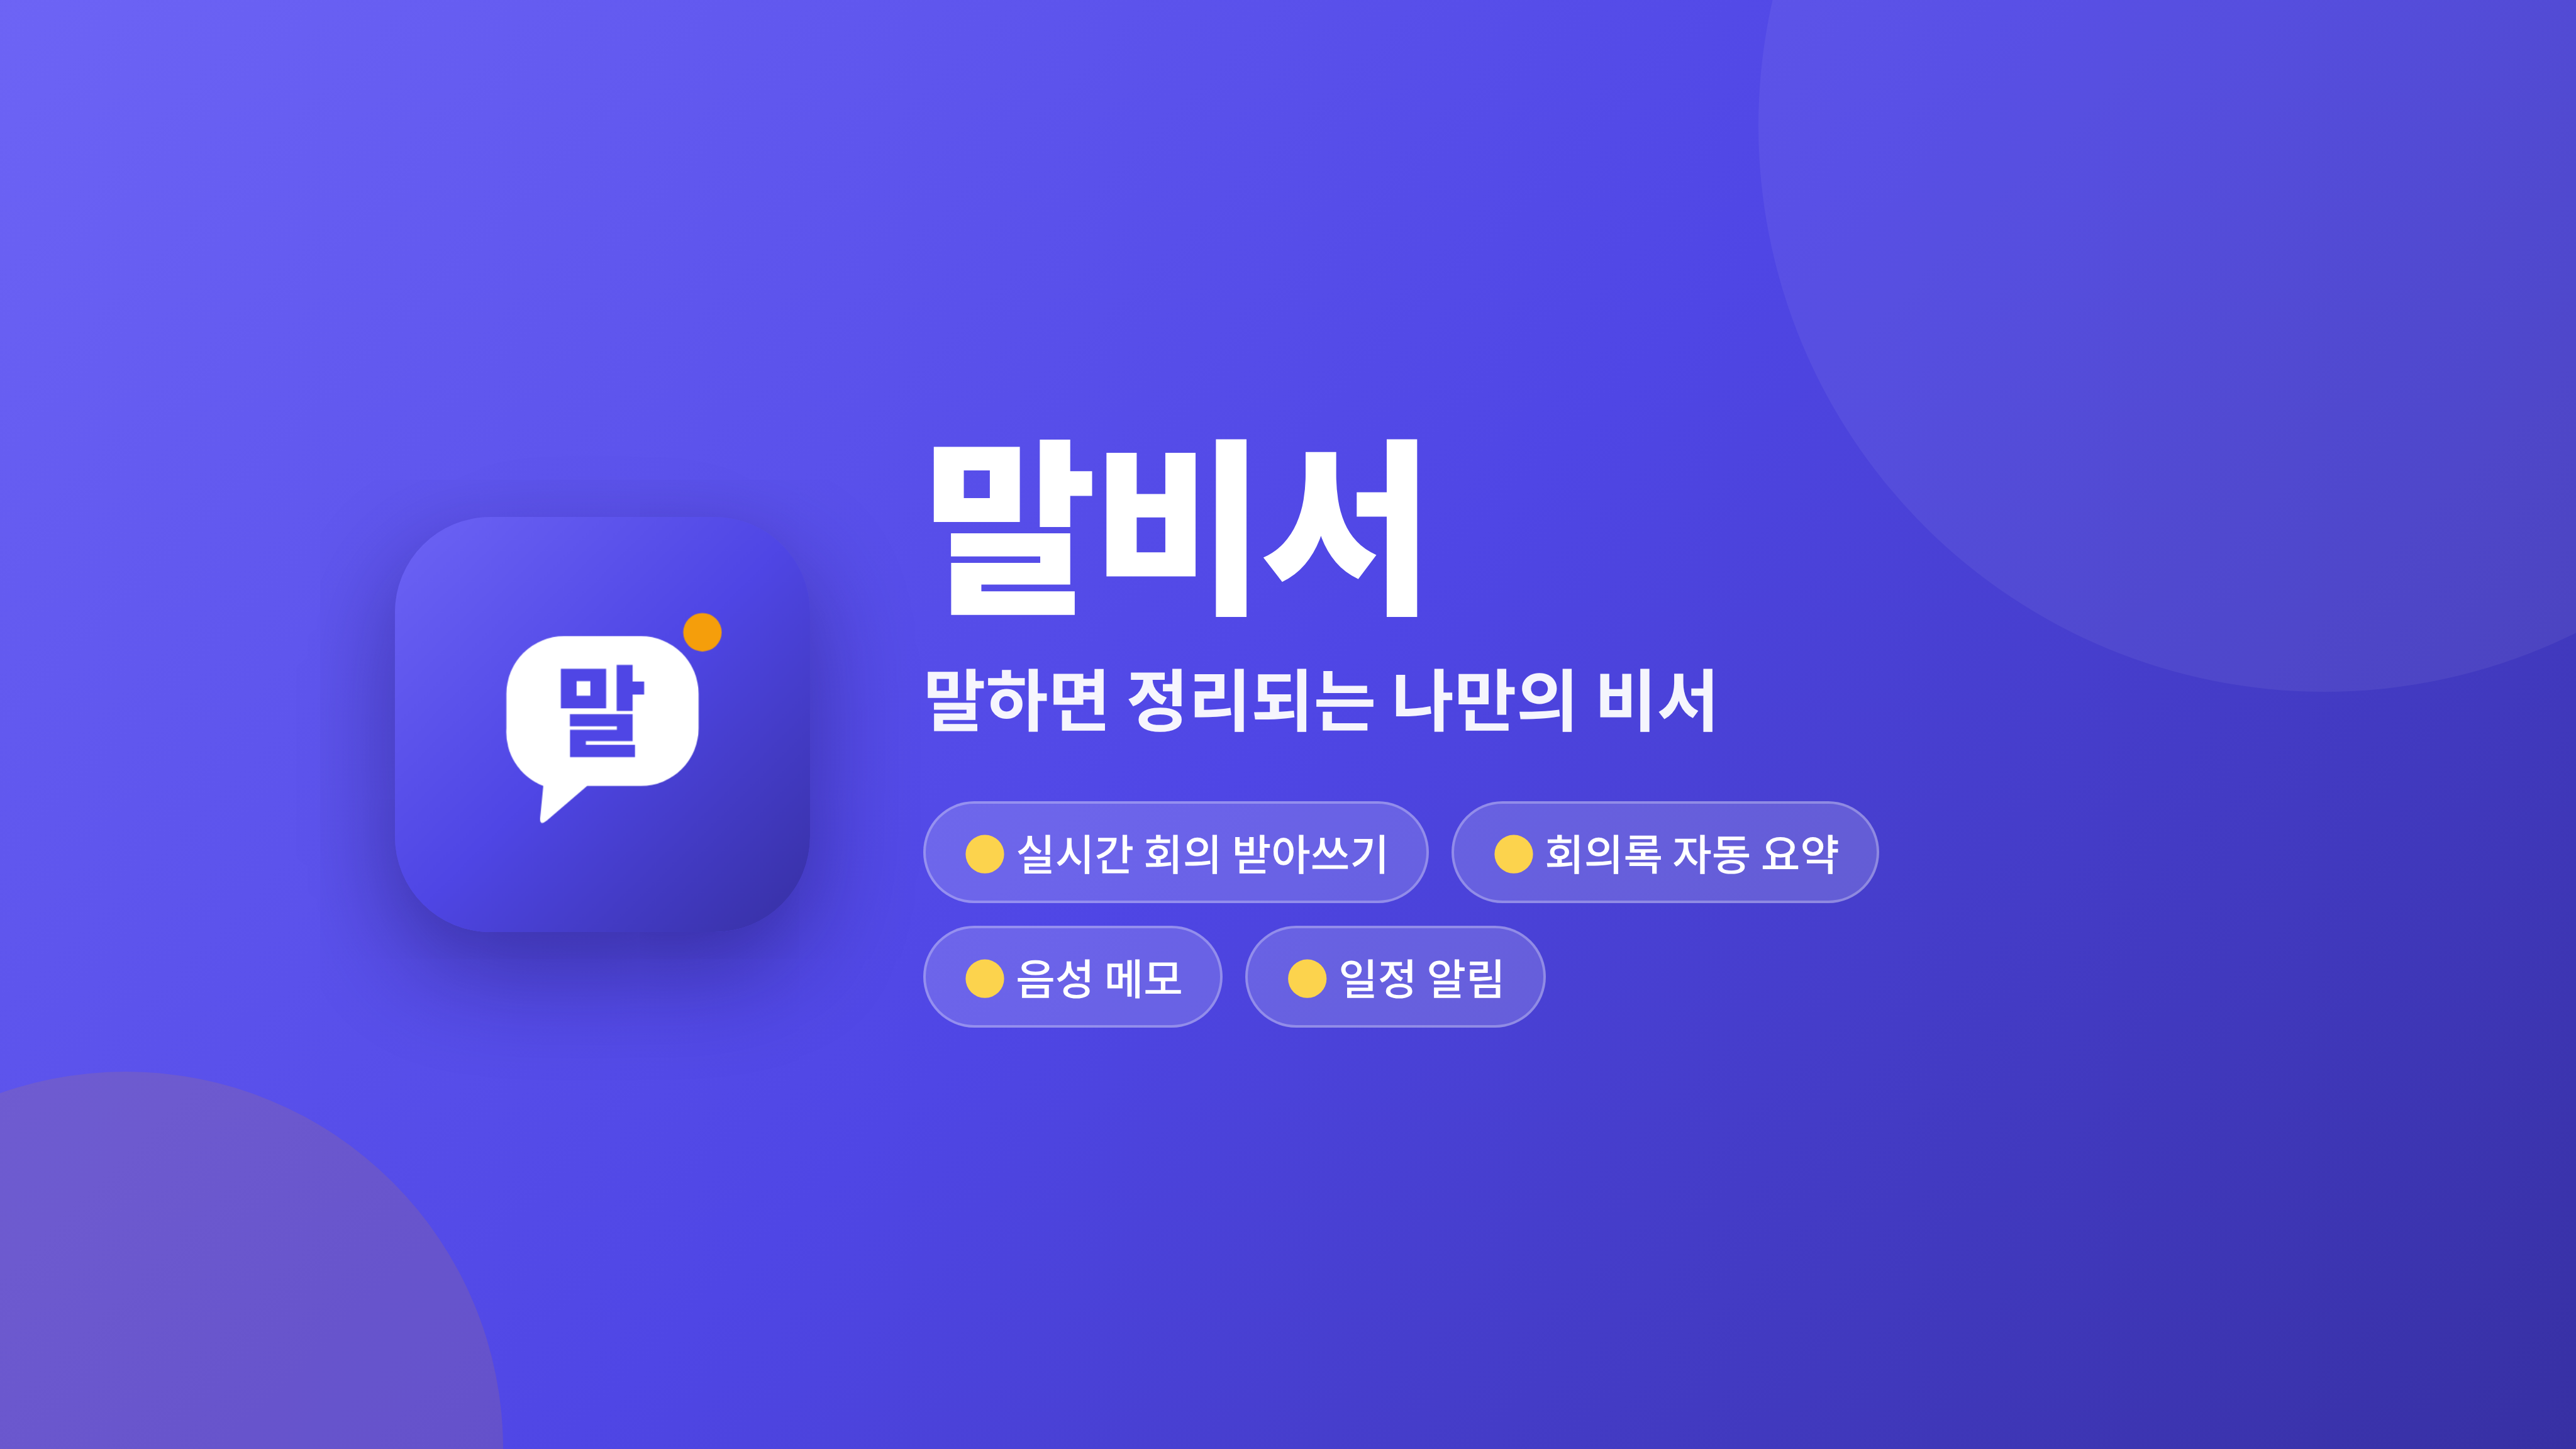 말
말비서
말하면 정리되는 나만의 비서
실시간 회의 받아쓰기
회의록 자동 요약
음성 메모
일정 알림